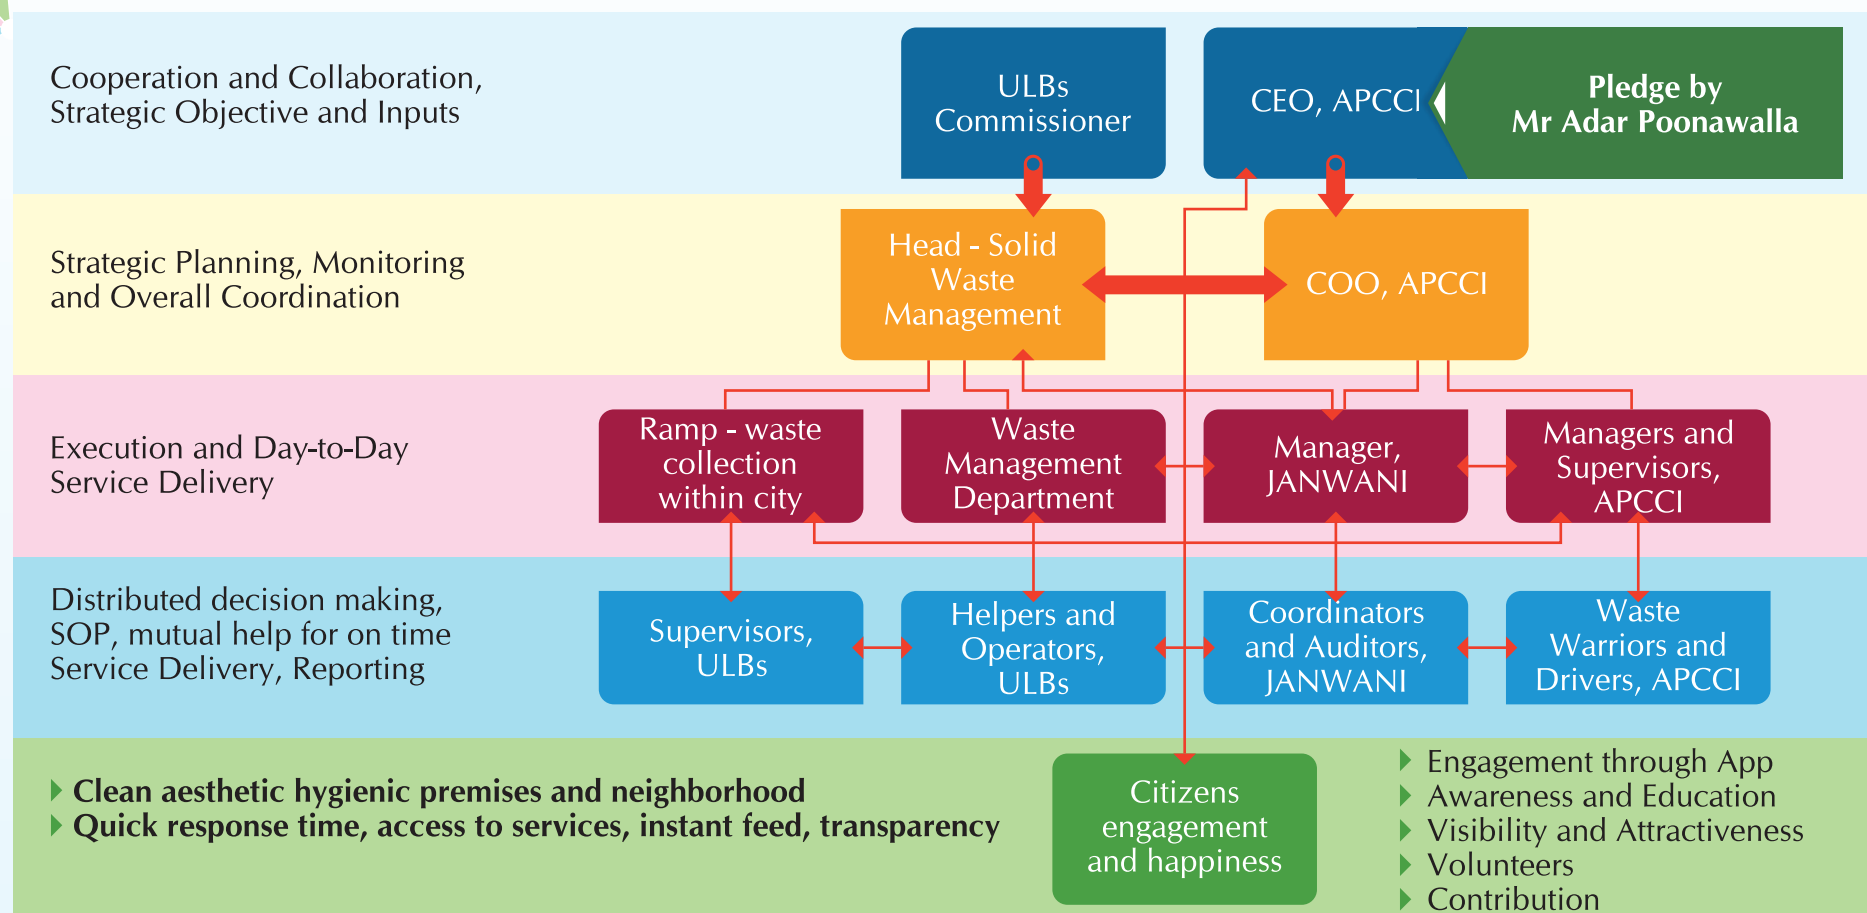 Cooperation and Collaboration,
Strategic Objective and Inputs
ULBs
Commissioner
CEO, APCCI
Pledge by
Mr Adar Poonawalla
Strategic Planning, Monitoring
and Overall Coordination
Head - Solid
Waste
Management
COO, APCCI
Execution and Day-to-Day
Service Delivery
Ramp - waste
collection
within city
Waste
Management
Department
Manager,
JANWANI
Managers and
Supervisors,
APCCI
Distributed decision making,
SOP, mutual help for on time
Service Delivery, Reporting
Supervisors,
ULBs
Helpers and
Operators,
ULBs
Coordinators
and Auditors,
JANWANI
Waste
Warriors and
Drivers, APCCI
Clean aesthetic hygienic premises and neighborhood
Quick response time, access to services, instant feed, transparency
Citizens
engagement
and happiness
Engagement through App
Awareness and Education
Visibility and Attractiveness
Volunteers
Contribution